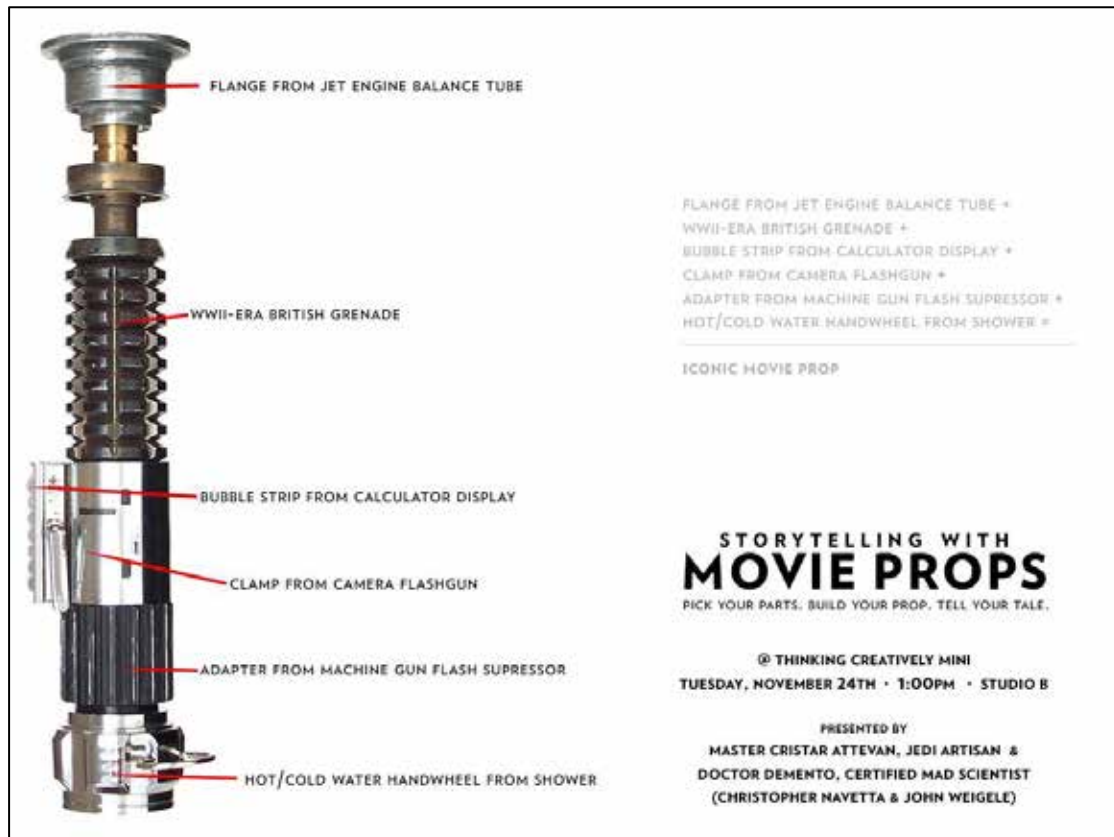 FLANGE FROM JET ENGINE BALANCE TUBE
WWII-ERA BRITISH GRENADE
BUBBLE STRIP FROM CALCULATOR DISPLAY
CLAMP FROM CAMERA FLASHGUN
ADAPTER FROM MACHINE GUN FLASH SUPRESSOR
HOT/COLD WATER HANDWHEEL FROM SHOWER
FLANGE FROM JET ENGINE BALANCE TUBE +
WWII-ERA BRITISH GRENADE +
BUBBLE STRIP FROM CALCULATOR DISPLAY +
CLAMP FROM CAMERA FLASHGUN +
ADAPTER FROM MACHINE GUN FLASH SUPRESSOR +
HOT/COLD WATER HANDWHEEL FROM SHOWER =
ICONIC MOVIE PROP
STORYTELLING WITH
MOVIE PROPS
PICK YOUR PARTS. BUILD YOUR PROP. TELL YOUR TALE.
@ THINKING CREATIVELY MINI
TUESDAY, NOVEMBER 24TH • 1:00PM • STUDIO B
PRESENTED BY
MASTER CRISTAR ATTEVAN, JEDI ARTISAN &
DOCTOR DEMENTO, CERTIFIED MAD SCIENTIST
(CHRISTOPHER NAVETTA & JOHN WEIGELE)